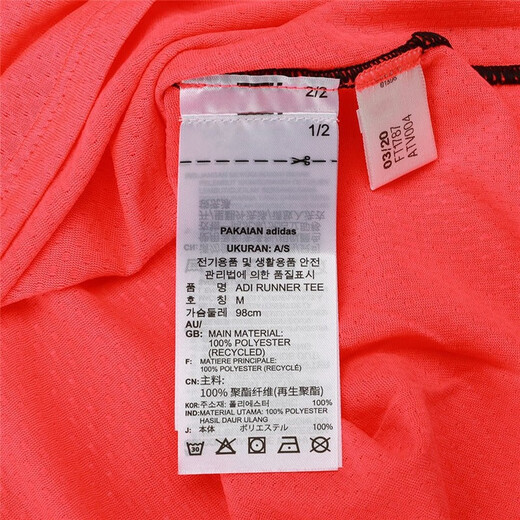 2/2
1/2
PAKAIAN adidas
UKURAN: A/S
전기용품 및 생활용품 안전
관리법에 의한 품질표시
품 명 ADI RUNNER TEE
호 칭 M
가슴둘레 98cm
AU/
GB: MAIN MATERIAL:
100% POLYESTER
(RECYCLED)
F: MATIERE PRINCIPALE:
100% POLYESTER (RECYCLÉ)
CN: 主料:
100% 聚酯纤维(再生聚酯)
KOR: 주소재: 폴리에스터 100%
IND: MATERIAL UTAMA: 100% POLYESTER
HASIL DAUR ULANG
J: 本体 ポリエステル 100%
30
03/20
FT1787
ATV004